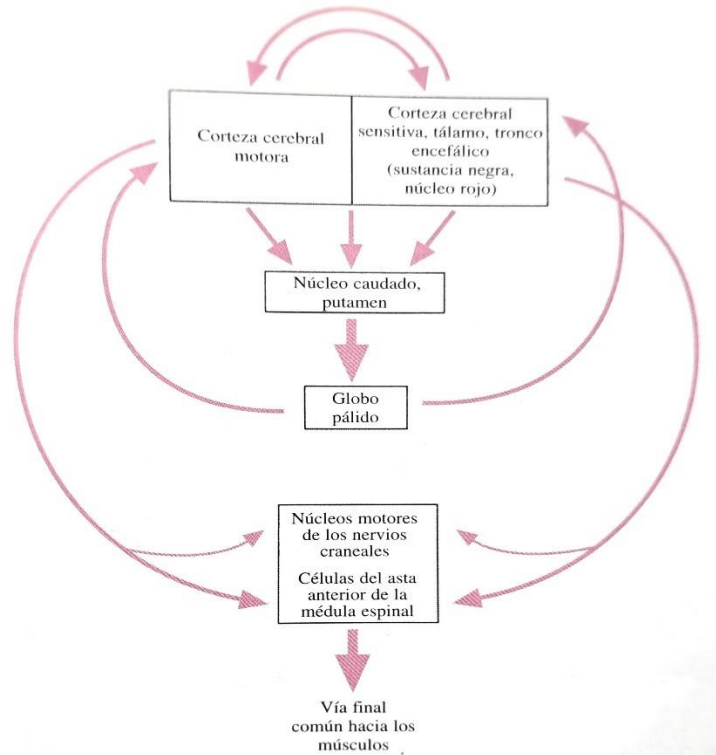 Corteza cerebral
motora
Corteza cerebral
sensitiva, tálamo, tronco
encefálico
(sustancia negra,
núcleo rojo)
Núcleo caudado,
putamen
Globo
pálido
Núcleos motores
de los nervios
craneales
Células del asta
anterior de la
médula espinal
Vía final
común hacia los
músculos